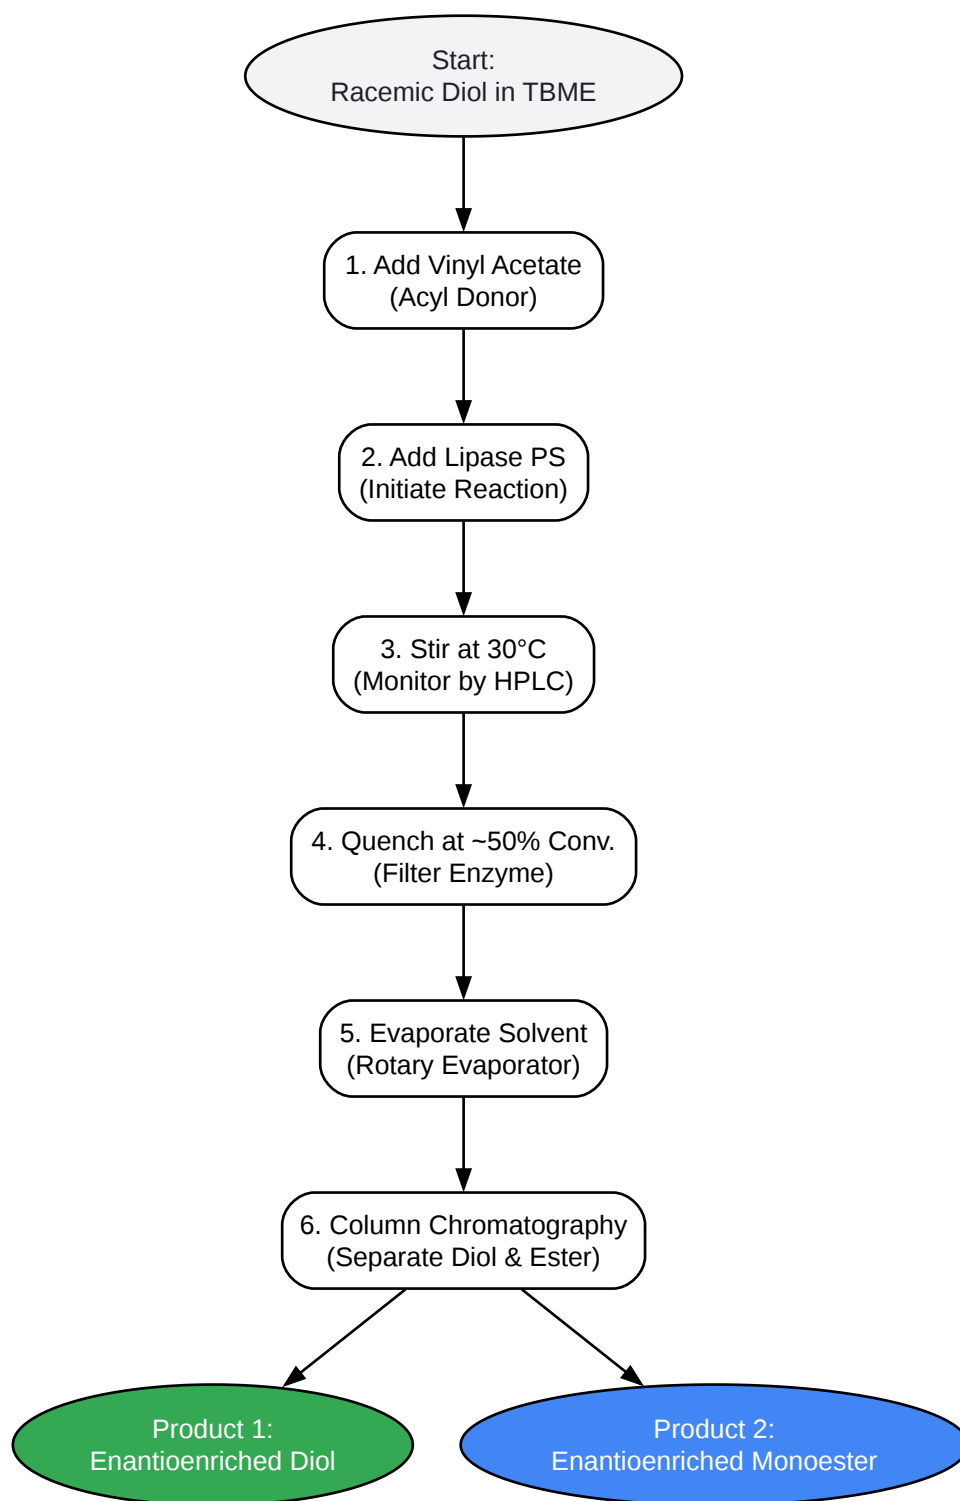 Start:
Racemic Diol in TBME
1. Add Vinyl Acetate
(Acyl Donor)
2. Add Lipase PS
(Initiate Reaction)
3. Stir at 30°C
(Monitor by HPLC)
4. Quench at ~50% Conv.
(Filter Enzyme)
5. Evaporate Solvent
(Rotary Evaporator)
6. Column Chromatography
(Separate Diol & Ester)
Product 1:
Enantioenriched Diol
Product 2:
Enantioenriched Monoester